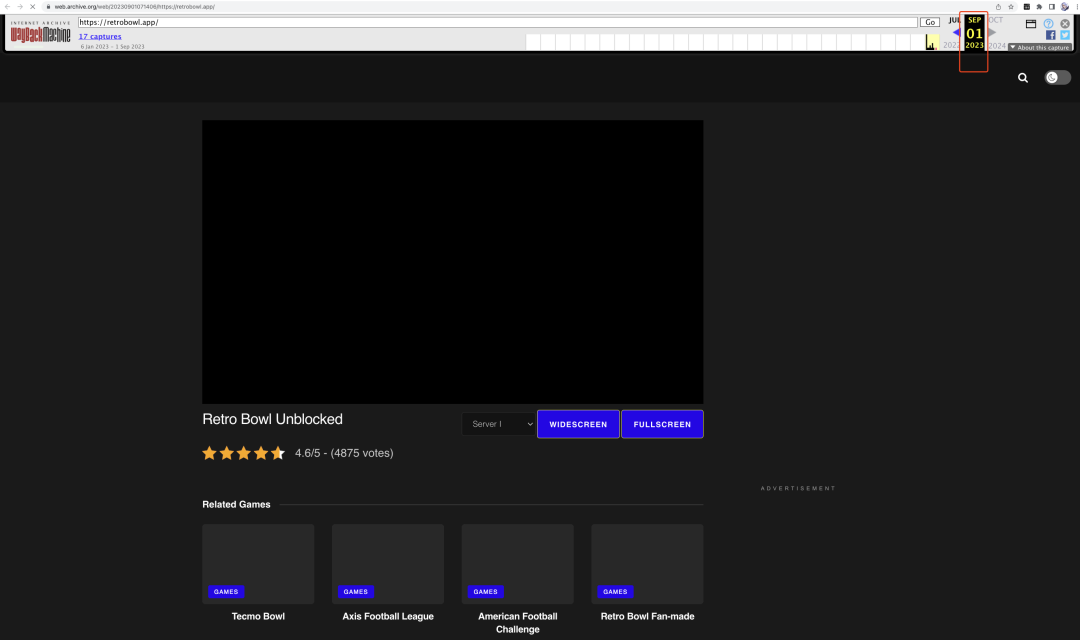 web.archive.org/web/20230901071406/https://retrobowl.app/
INTERNET ARCHIVE
WayBackMachine
https://retrobowl.app/
Go
JUL
SEP
OCT
17 captures
01
6 Jan 2023 – 1 Sep 2023
2022
2023
2024
About this capture
Retro Bowl Unblocked
Server I
WIDESCREEN
FULLSCREEN
4.6/5 - (4875 votes)
ADVERTISEMENT
Related Games
GAMES
GAMES
GAMES
GAMES
Tecmo Bowl
Axis Football League
American Football
Challenge
Retro Bowl Fan-made